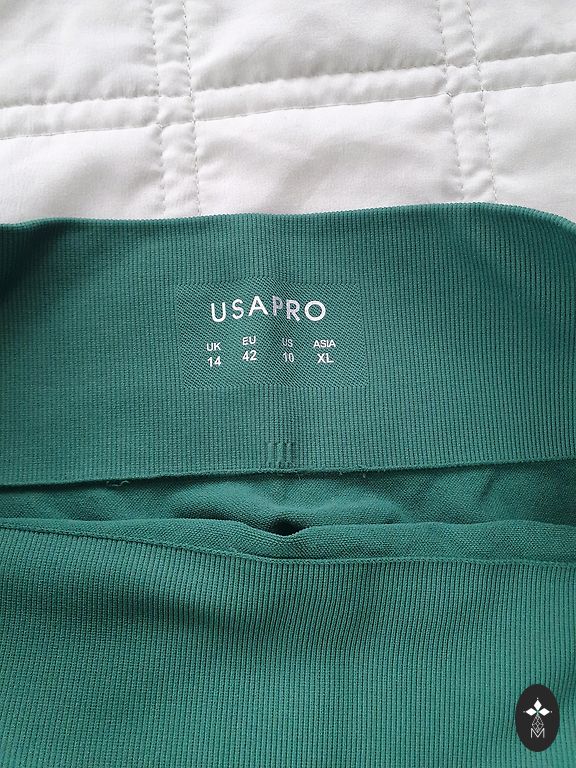 USAPRO
UK EU US ASIA
14 42 10 XL
M